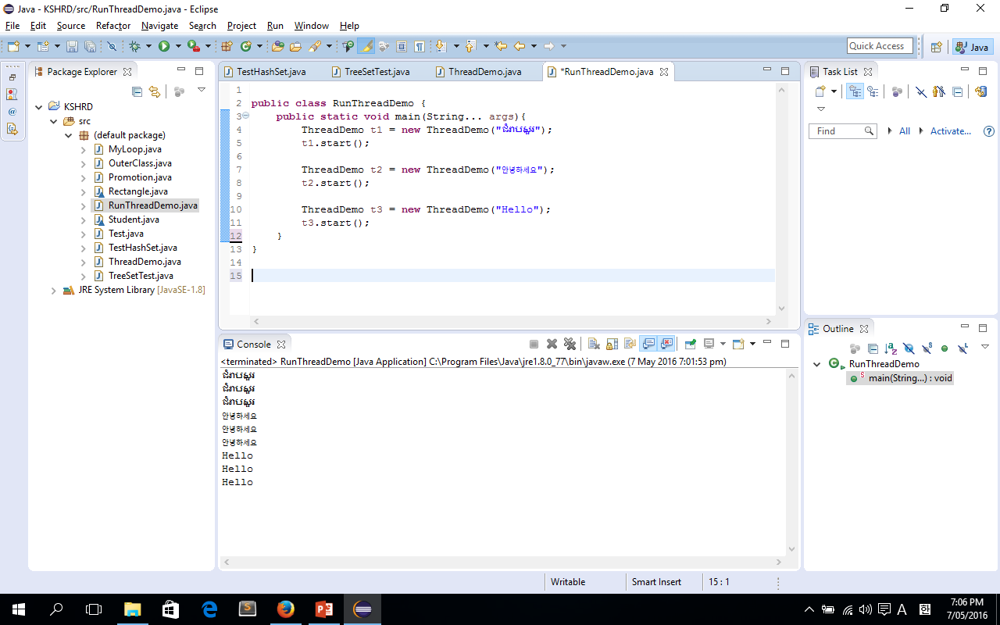 Java - KSHRD/src/RunThreadDemo.java - Eclipse
File Edit Source Refactor Navigate Search Project Run Window Help
Quick Access
Java
Package Explorer
KSHRD
src
(default package)
MyLoop.java
OuterClass.java
Promotion.java
Rectangle.java
RunThreadDemo.java
Student.java
Test.java
TestHashSet.java
ThreadDemo.java
TreeSetTest.java
JRE System Library [JavaSE-1.8]
TestHashSet.java TreeSetTest.java ThreadDemo.java *RunThreadDemo.java
1
2 public class RunThreadDemo {
3 public static void main(String... args){
4 ThreadDemo t1 = new ThreadDemo("ជំរាបសួរ");
5 t1.start();
6
7 ThreadDemo t2 = new ThreadDemo("안녕하세요");
8 t2.start();
9
10 ThreadDemo t3 = new ThreadDemo("Hello");
11 t3.start();
12 }
13 }
14
15
Console
<terminated> RunThreadDemo [Java Application] C:\Program Files\Java\jre1.8.0_77\bin\javaw.exe (7 May 2016 7:01:53 pm)
ជំរាបសួរ
ជំរាបសួរ
ជំរាបសួរ
안녕하세요
안녕하세요
안녕하세요
Hello
Hello
Hello
Task List
Find All Activate...
Outline
RunThreadDemo
main(String...) : void
Writable Smart Insert 15 : 1
A 한
7:06 PM
7/05/2016